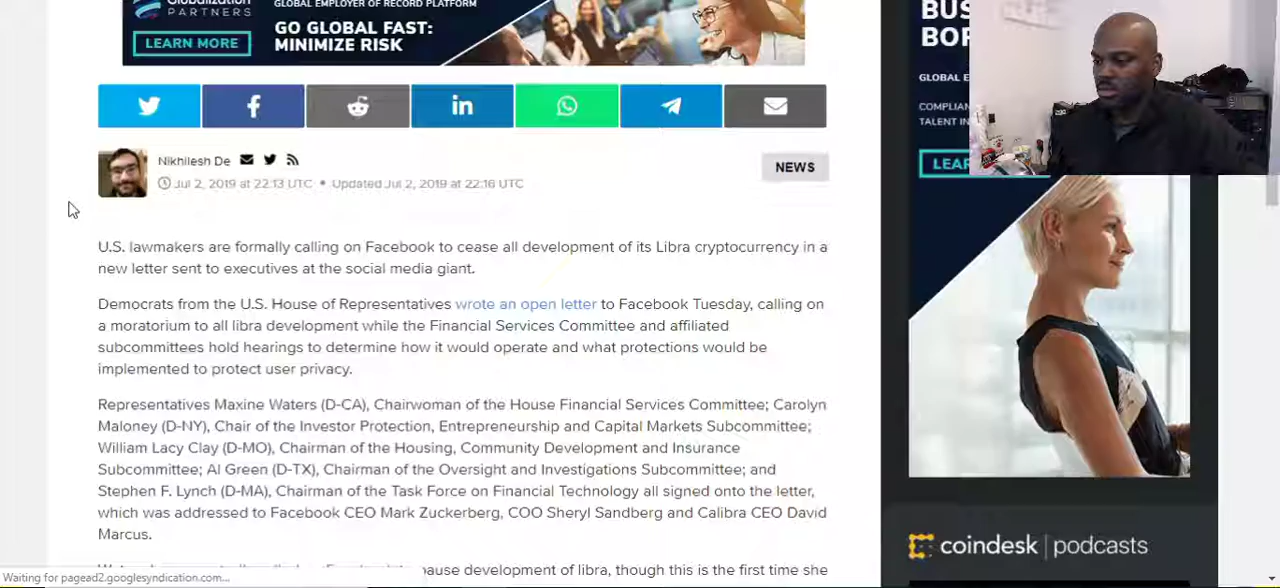 PARTNERS
GLOBAL EMPLOYER OF RECORD PLATFORM
GO GLOBAL FAST:
MINIMIZE RISK
LEARN MORE
BUS
BOR
GLOBAL E
COMPLIAN
TALENT IN
LEAR
Nikhilesh De
Jul 2, 2019 at 22:13 UTC • Updated Jul 2, 2019 at 22:16 UTC
NEWS
U.S. lawmakers are formally calling on Facebook to cease all development of its Libra cryptocurrency in a
new letter sent to executives at the social media giant.
Democrats from the U.S. House of Representatives wrote an open letter to Facebook Tuesday, calling on
a moratorium to all libra development while the Financial Services Committee and affiliated
subcommittees hold hearings to determine how it would operate and what protections would be
implemented to protect user privacy.
Representatives Maxine Waters (D-CA), Chairwoman of the House Financial Services Committee; Carolyn
Maloney (D-NY), Chair of the Investor Protection, Entrepreneurship and Capital Markets Subcommittee;
William Lacy Clay (D-MO), Chairman of the Housing, Community Development and Insurance
Subcommittee; Al Green (D-TX), Chairman of the Oversight and Investigations Subcommittee; and
Stephen F. Lynch (D-MA), Chairman of the Task Force on Financial Technology all signed onto the letter,
which was addressed to Facebook CEO Mark Zuckerberg, COO Sheryl Sandberg and Calibra CEO David
Marcus.
ause development of libra, though this is the first time she
coindesk | podcasts
Waiting for pagead2.googlesyndication.com...